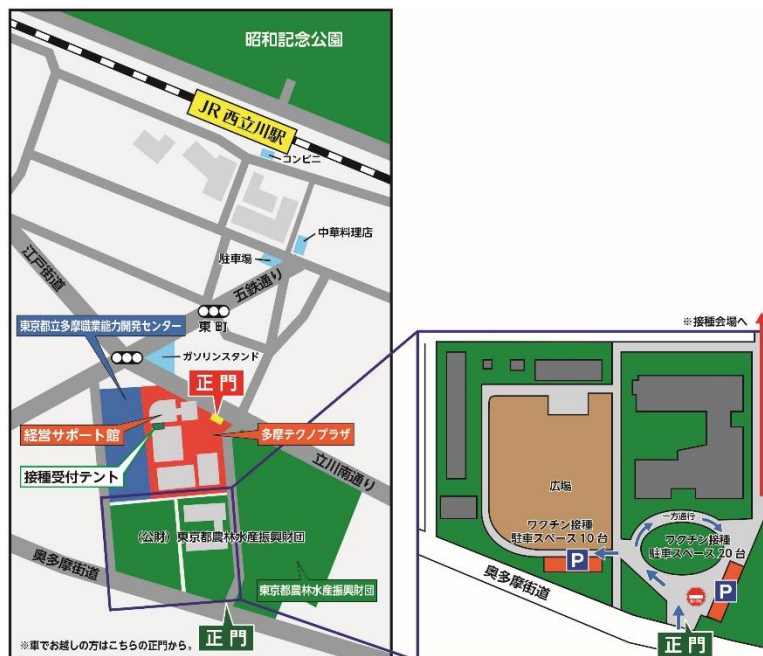 昭和記念公園
JR 西立川駅
コンビニ
中華料理店
駐車場
江戸街道
五鉄通り
東町
東京都立多摩職業能力開発センター
ガソリンスタンド
正門
経営サポート館
多摩テクノプラザ
接種受付テント
立川南通り
(公財)東京都農林水産振興財団
奥多摩街道
東京都農林水産振興財団
正門
※車でお越しの方はこちらの正門から。
※接種会場へ
広場
一方通行
ワクチン接種
駐車スペース10台
P
ワクチン接種
駐車スペース20台
P
奥多摩街道
正門